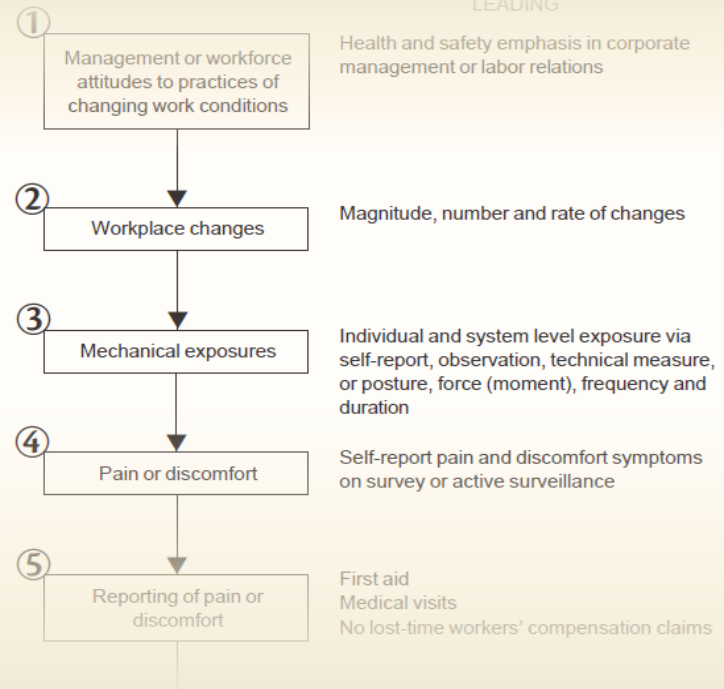 LEADING
①
Management or workforce
attitudes to practices of
changing work conditions
Health and safety emphasis in corporate
management or labor relations
②
Workplace changes
Magnitude, number and rate of changes
③
Mechanical exposures
Individual and system level exposure via
self-report, observation, technical measure,
or posture, force (moment), frequency and
duration
④
Pain or discomfort
Self-report pain and discomfort symptoms
on survey or active surveillance
⑤
Reporting of pain or
discomfort
First aid
Medical visits
No lost-time workers’ compensation claims